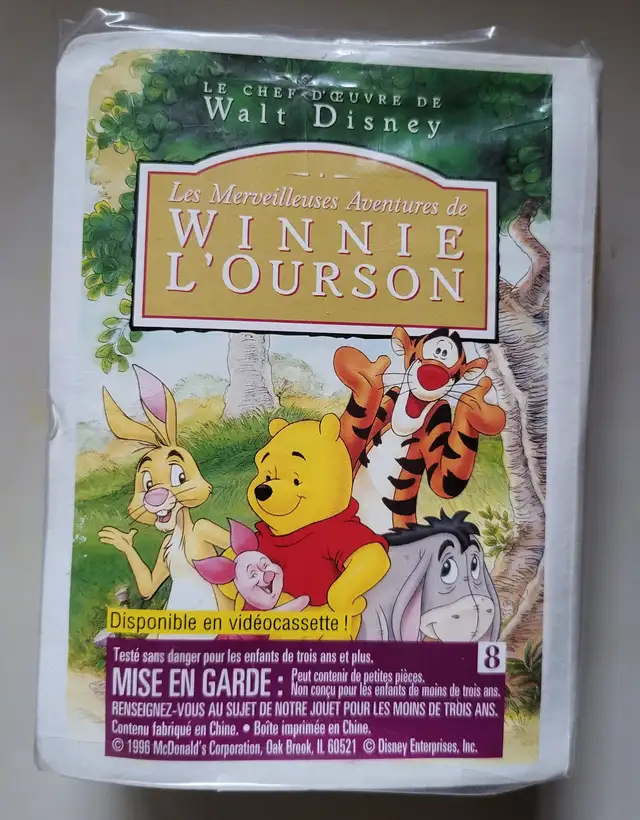 LE CHEF D'ŒUVRE DE
Walt Disney
Les Merveilleuses Aventures de
WINNIE
L'OURSON
Disponible en vidéocassette !
8
Testé sans danger pour les enfants de trois ans et plus.
MISE EN GARDE : Peut contenir de petites pièces.
Non conçu pour les enfants de moins de trois ans.
RENSEIGNEZ-VOUS AU SUJET DE NOTRE JOUET POUR LES MOINS DE TROIS ANS.
Contenu fabriqué en Chine. • Boîte imprimée en Chine.
© 1996 McDonald's Corporation, Oak Brook, IL 60521 © Disney Enterprises, Inc.